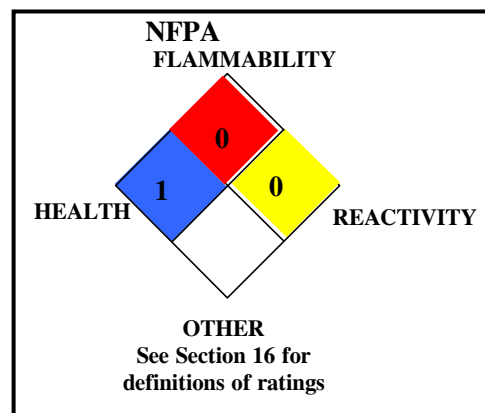 NFPA
FLAMMABILITY
0
1
0
HEALTH
REACTIVITY
OTHER
See Section 16 for
definitions of ratings